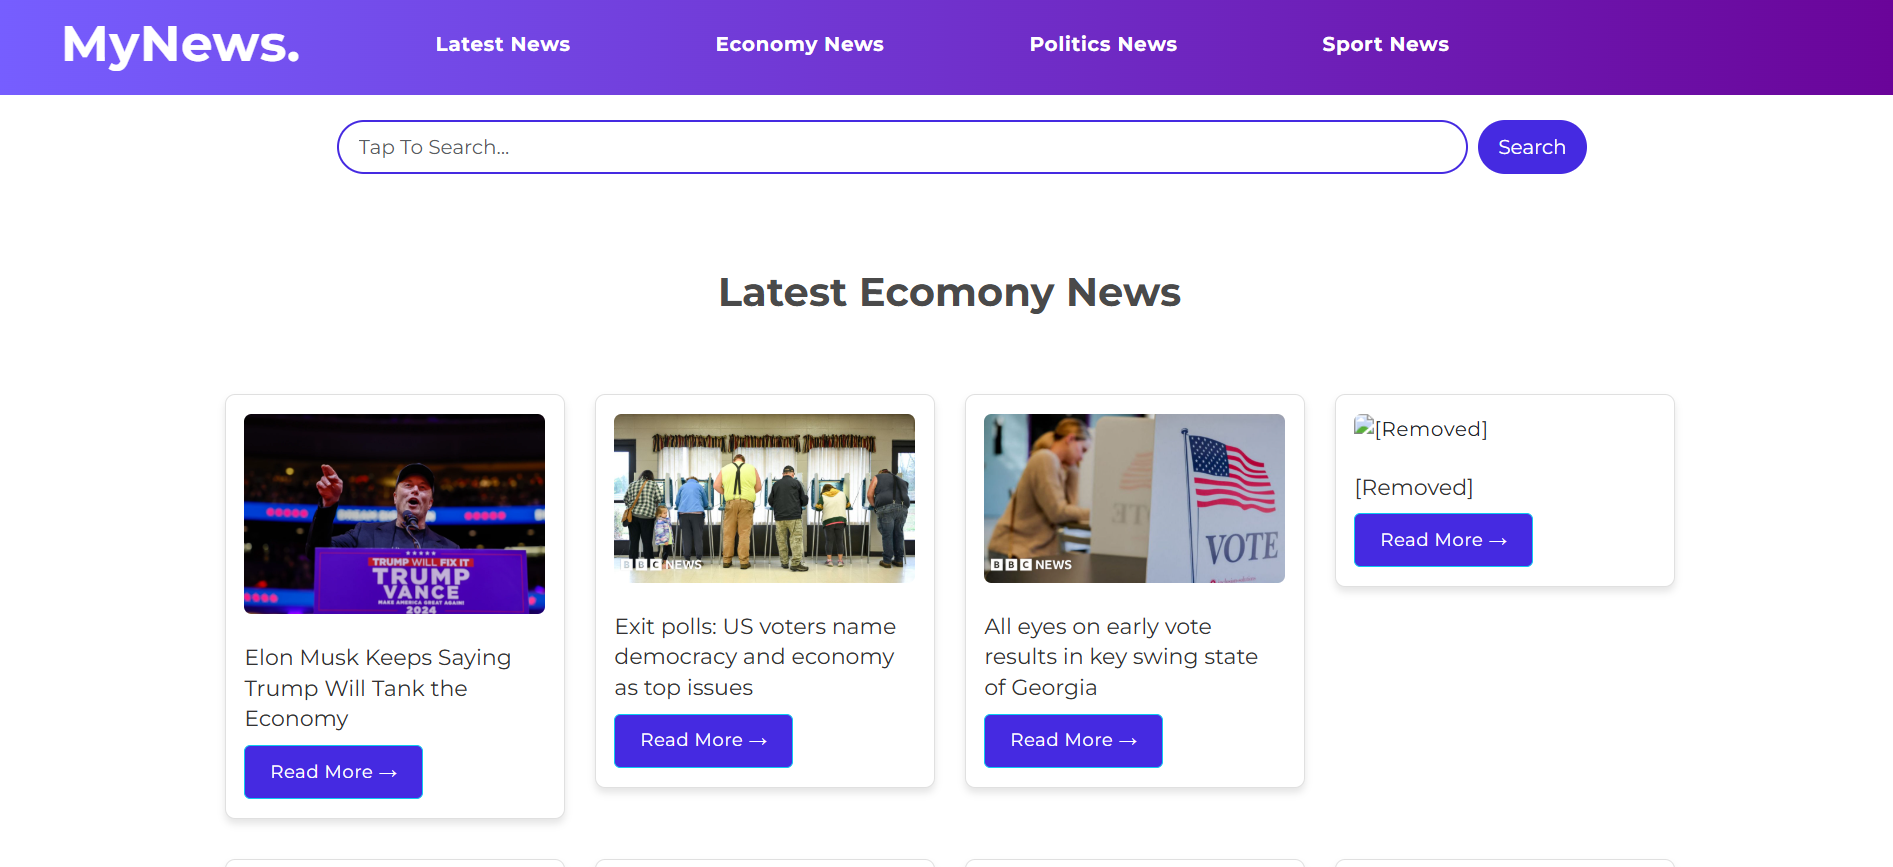 MyNews.
Latest News
Economy News
Politics News
Sport News
Tap To Search...
Search
Latest Ecomony News
TRUMP WILL FIX IT
TRUMP
VANCE
MAKE AMERICA GREAT AGAIN!
2024
Elon Musk Keeps Saying
Trump Will Tank the
Economy
Read More →
BBC NEWS
Exit polls: US voters name
democracy and economy
as top issues
Read More →
VOTE
BBC NEWS
All eyes on early vote
results in key swing state
of Georgia
Read More →
[Removed]
[Removed]
Read More →